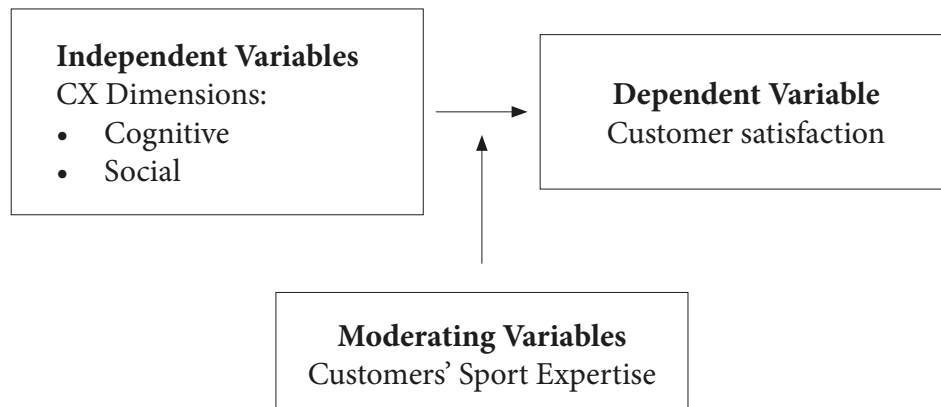 Independent Variables
CX Dimensions:
• Cognitive
• Social
Dependent Variable
Customer satisfaction
Moderating Variables
Customers’ Sport Expertise